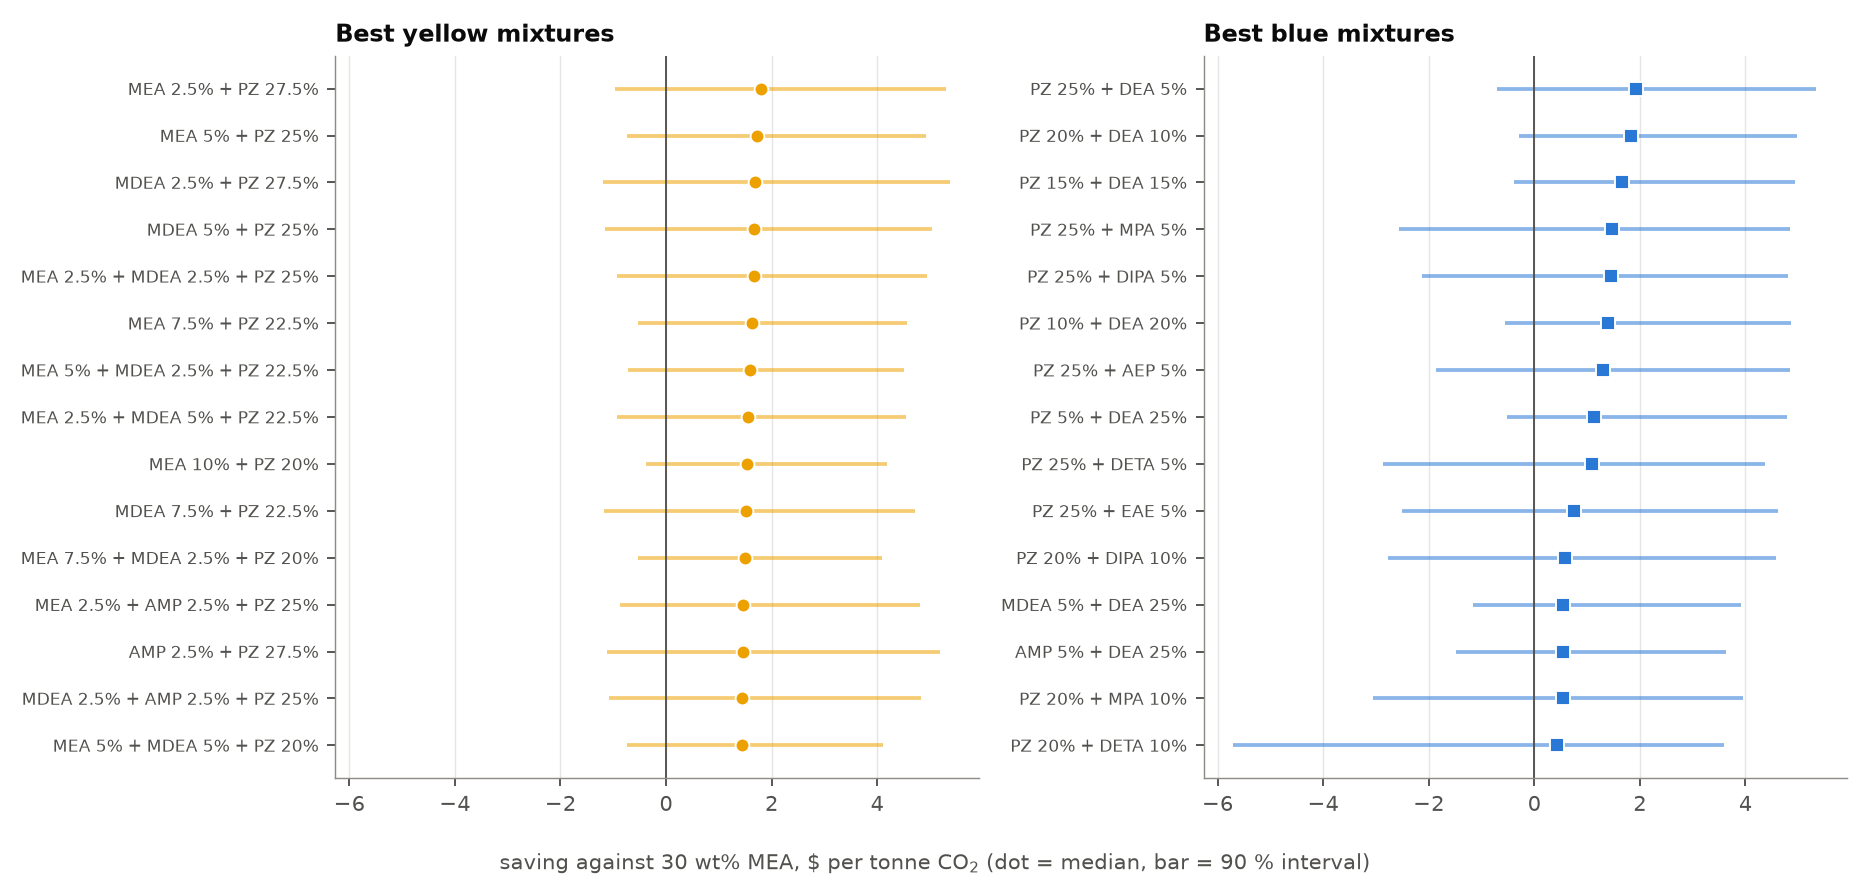 Best yellow mixtures
MEA 2.5% + PZ 27.5%
MEA 5% + PZ 25%
MDEA 2.5% + PZ 27.5%
MDEA 5% + PZ 25%
MEA 2.5% + MDEA 2.5% + PZ 25%
MEA 7.5% + PZ 22.5%
MEA 5% + MDEA 2.5% + PZ 22.5%
MEA 2.5% + MDEA 5% + PZ 22.5%
MEA 10% + PZ 20%
MDEA 7.5% + PZ 22.5%
MEA 7.5% + MDEA 2.5% + PZ 20%
MEA 2.5% + AMP 2.5% + PZ 25%
AMP 2.5% + PZ 27.5%
MDEA 2.5% + AMP 2.5% + PZ 25%
MEA 5% + MDEA 5% + PZ 20%
−6 −4 −2 0 2 4
Best blue mixtures
PZ 25% + DEA 5%
PZ 20% + DEA 10%
PZ 15% + DEA 15%
PZ 25% + MPA 5%
PZ 25% + DIPA 5%
PZ 10% + DEA 20%
PZ 25% + AEP 5%
PZ 5% + DEA 25%
PZ 25% + DETA 5%
PZ 25% + EAE 5%
PZ 20% + DIPA 10%
MDEA 5% + DEA 25%
AMP 5% + DEA 25%
PZ 20% + MPA 10%
PZ 20% + DETA 10%
−6 −4 −2 0 2 4
saving against 30 wt% MEA, $ per tonne CO₂ (dot = median, bar = 90 % interval)